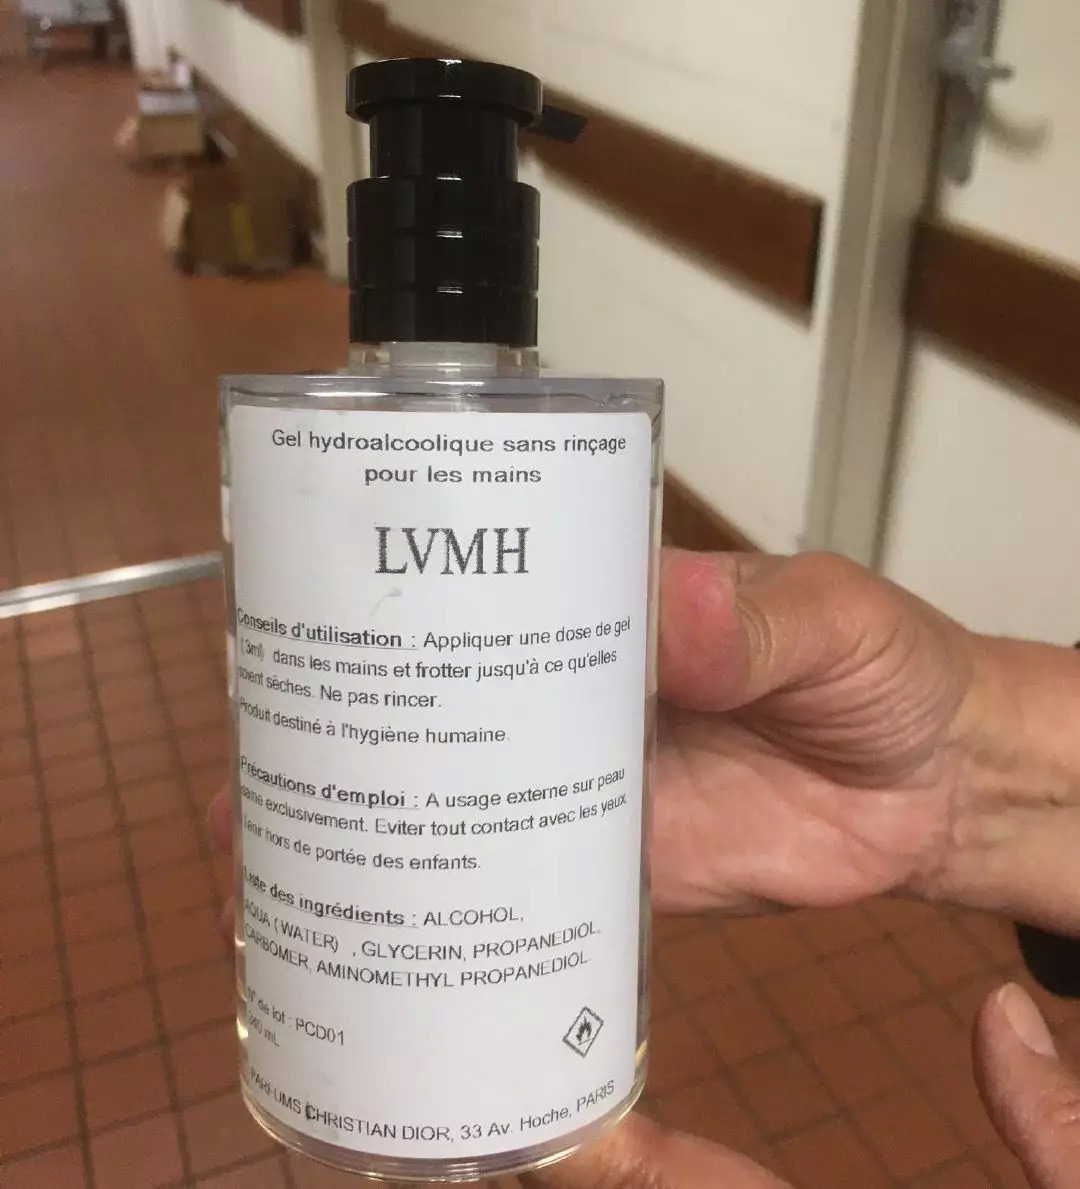 Gel hydroalcoolique sans rinçage
pour les mains
LVMH
Conseils d'utilisation : Appliquer une dose de gel
(3ml) dans les mains et frotter jusqu'à ce qu'elles
soient sèches. Ne pas rincer.
Produit destiné à l'hygiène humaine.
Précautions d'emploi : A usage externe sur peau
saine exclusivement. Eviter tout contact avec les yeux.
Tenir hors de portée des enfants.
Liste des ingrédients : ALCOHOL,
AQUA (WATER) , GLYCERIN, PROPANEDIOL,
CARBOMER, AMINOMETHYL PROPANEDIOL.
N° de lot : PCD01
mL
PARFUMS CHRISTIAN DIOR, 33 Av. Hoche, PARIS